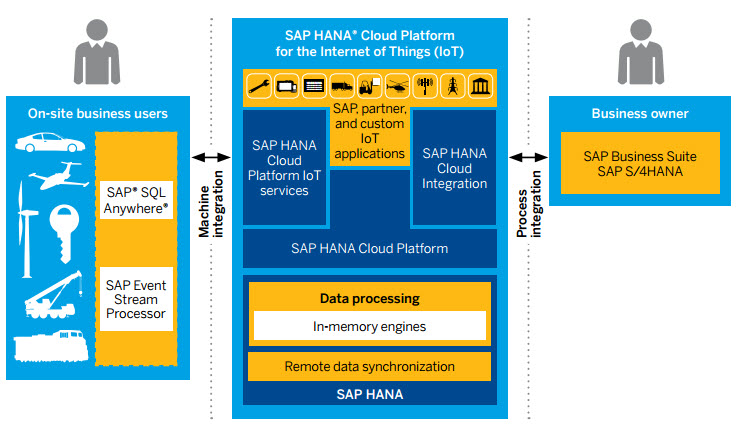 SAP HANA® Cloud Platform
for the Internet of Things (IoT)
On-site business users
SAP® SQL
Anywhere®
SAP Event
Stream
Processor
Machine
integration
SAP, partner,
and custom
IoT
applications
SAP HANA
Cloud
Platform IoT
services
SAP HANA
Cloud
Integration
SAP HANA Cloud Platform
Data processing
In-memory engines
Remote data synchronization
SAP HANA
Process
integration
Business owner
SAP Business Suite
SAP S/4HANA